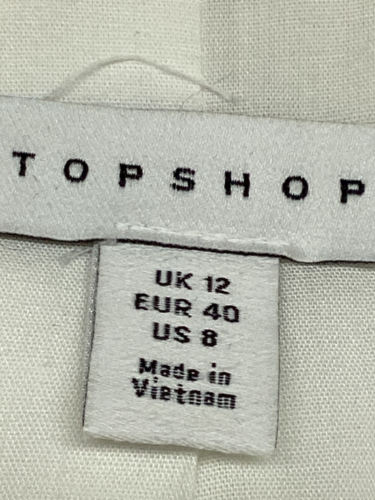 TOPSHOP
UK 12
EUR 40
US 8
Made in
Vietnam